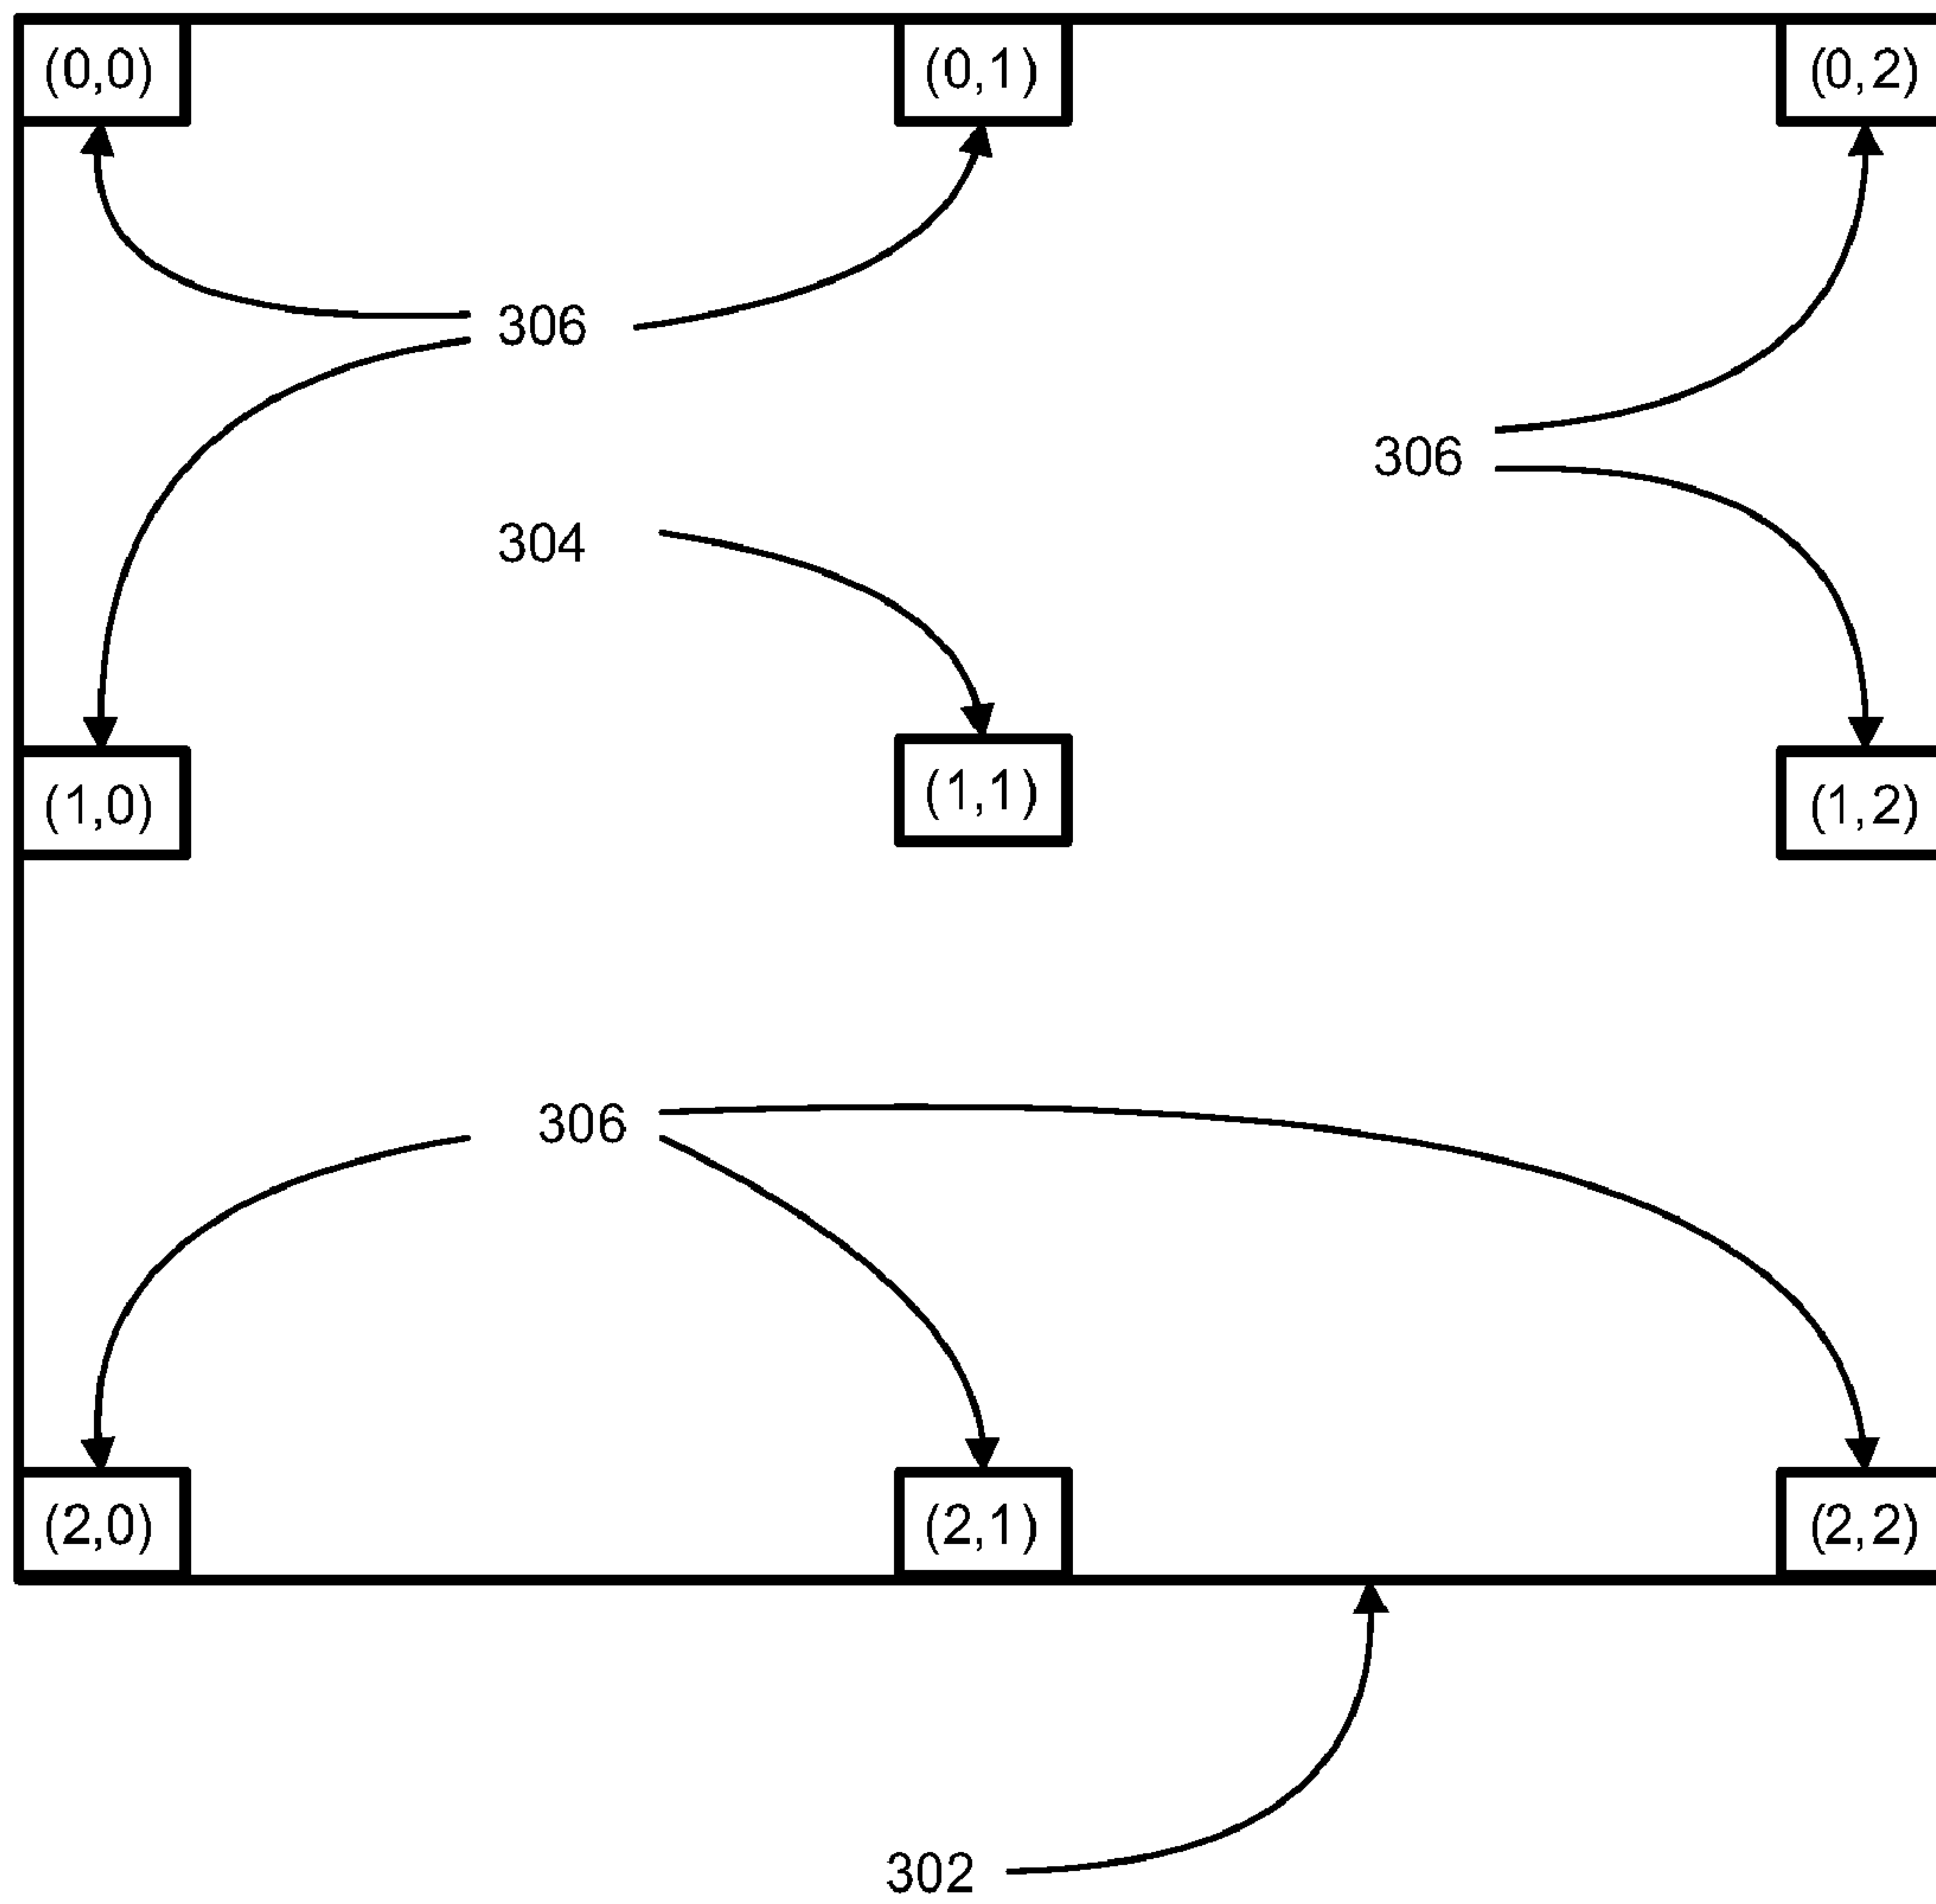 (0,0) (0,1) (0,2)
306
306
304
(1,0) (1,1) (1,2)
306
(2,0) (2,1) (2,2)
302